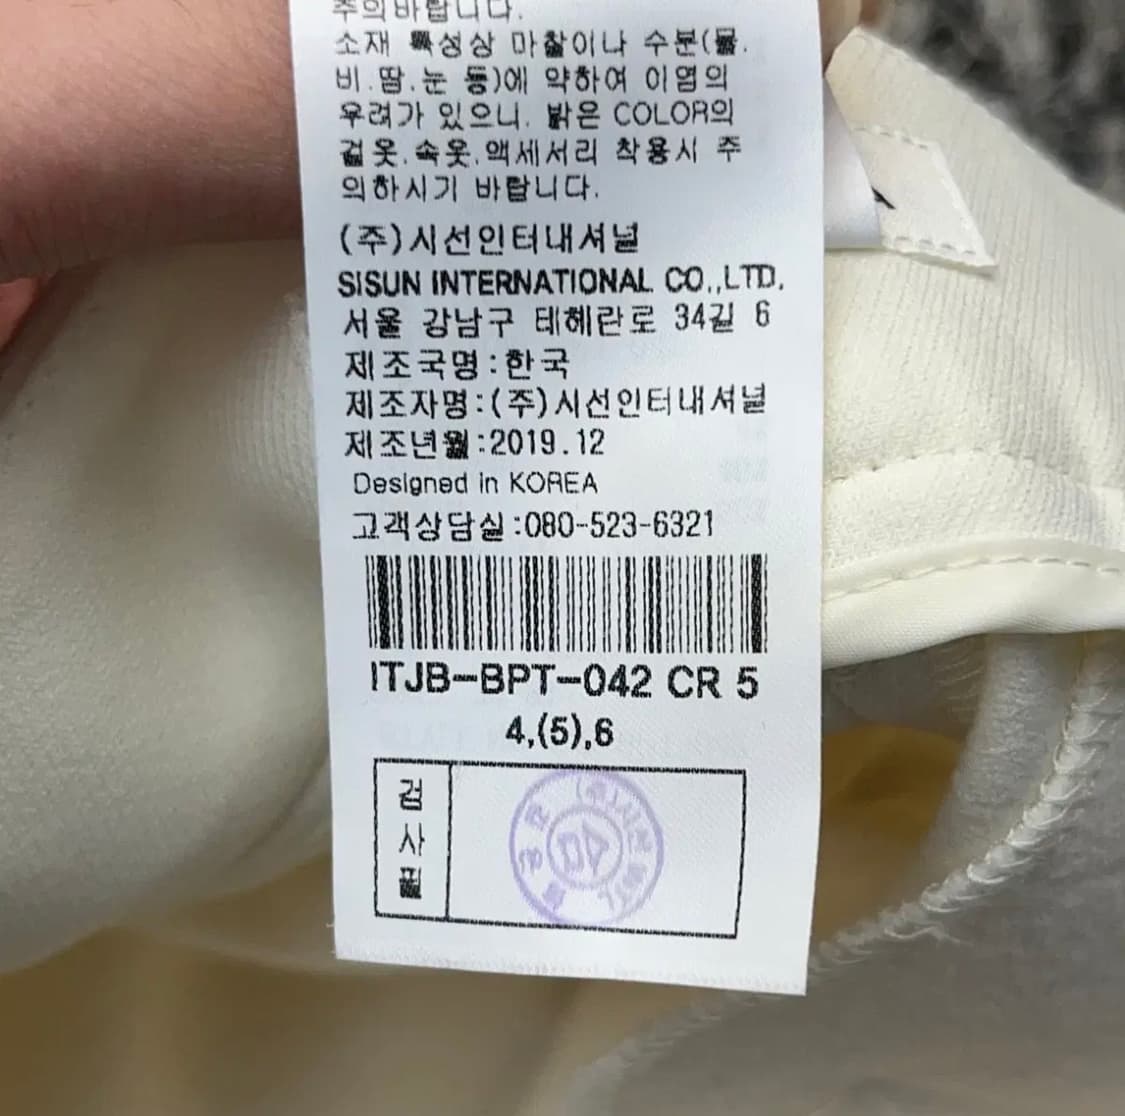 주의바랍니다.
소재 특성상 마찰이나 수분(물.
비.땀.눈 등)에 약하여 이염의
우려가 있으니. 밝은 COLOR의
겉옷.속옷.액세서리 착용시 주
의하시기 바랍니다.
(주)시선인터내셔널
SISUN INTERNATIONAL CO.,LTD.
서울 강남구 테헤란로 34길 6
제조국명:한국
제조자명:(주)시선인터내셔널
제조년월:2019.12
Designed in KOREA
고객상담실:080-523-6321
ITJB-BPT-042 CR 5
4,(5),6
검
사
필